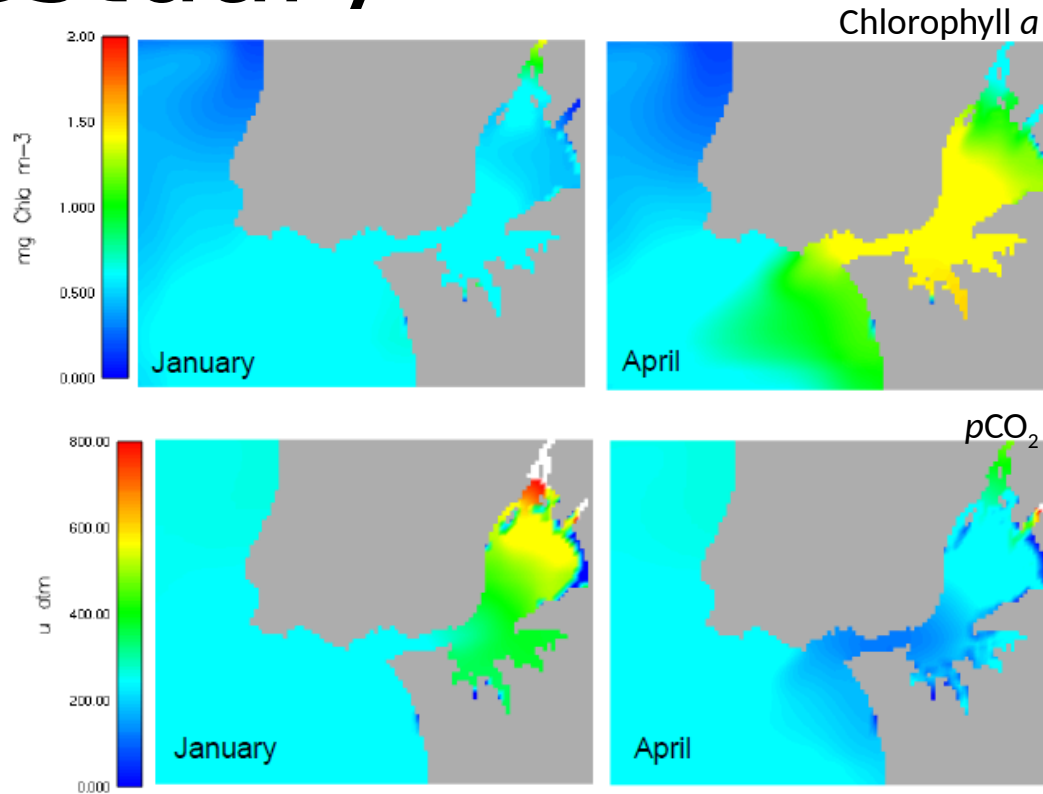 Chlorophyll a
2.00
1.50
1.000
0.500
0.000
mg Chla m-3
January
April
pCO2
800.00
600.00
400.00
200.00
0.000
u atm
January
April